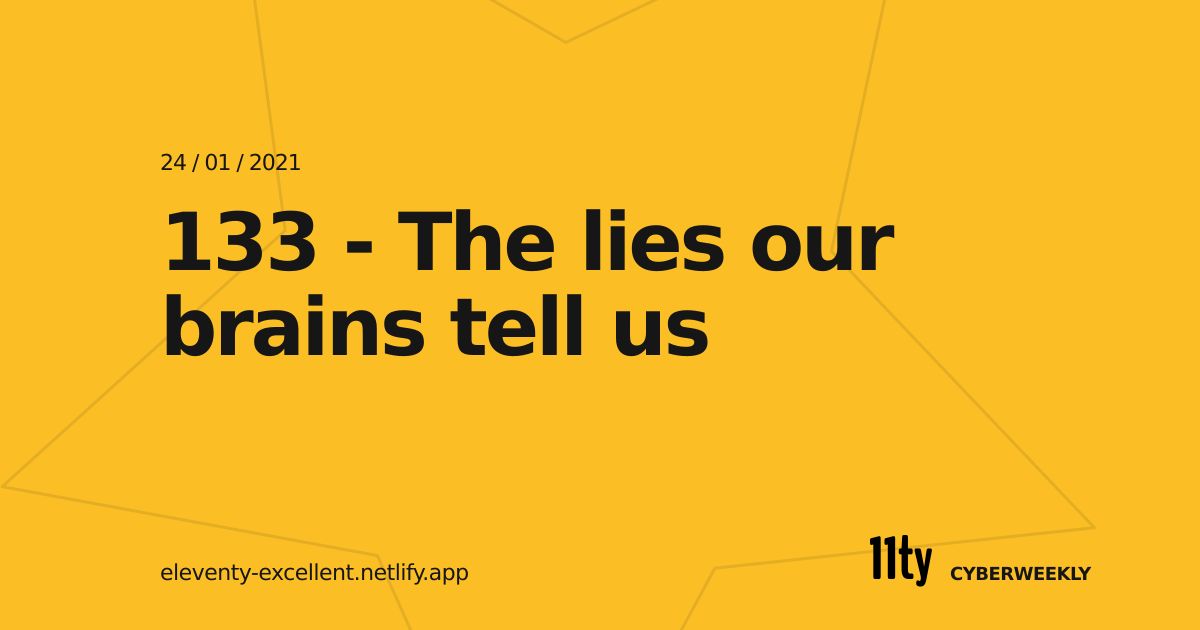 24 / 01 / 2021
133 - The lies our
brains tell us
eleventy-excellent.netlify.app
11ty CYBERWEEKLY